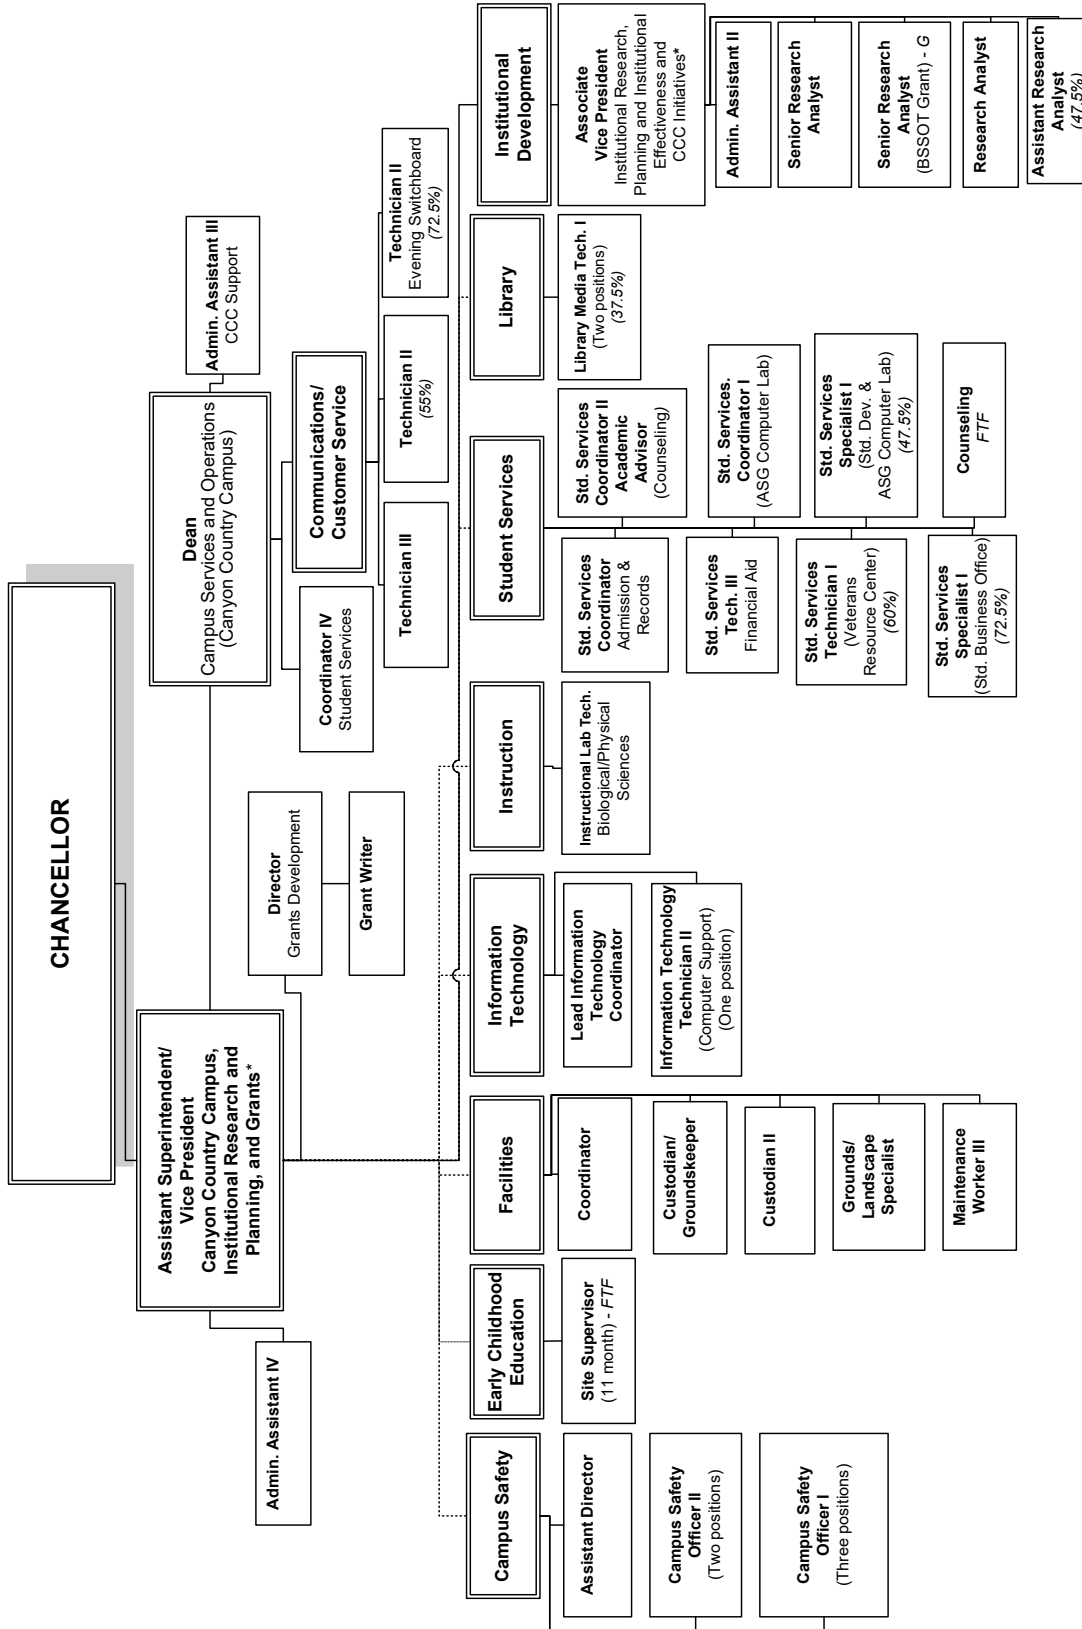 CHANCELLOR
Assistant Superintendent/
Vice President
Canyon Country Campus,
Institutional Research and
Planning, and Grants*
Admin. Assistant IV
Director
Grants Development
Grant Writer
Dean
Campus Services and Operations
(Canyon Country Campus)
Admin. Assistant III
CCC Support
Coordinator IV
Student Services
Communications/
Customer Service
Technician III
Technician II
(55%)
Technician II
Evening Switchboard
(72.5%)
Campus Safety
Assistant Director
Campus Safety
Officer II
(Two positions)
Campus Safety
Officer I
(Three positions)
Early Childhood
Education
Site Supervisor
(11 month) - FTF
Facilities
Coordinator
Custodian/
Groundskeeper
Custodian II
Grounds/
Landscape
Specialist
Maintenance
Worker III
Information
Technology
Lead Information
Technology
Coordinator
Information Technology
Technician II
(Computer Support)
(One position)
Instruction
Instructional Lab Tech.
Biological/Physical
Sciences
Student Services
Std. Services
Coordinator
Admission &
Records
Std. Services
Coordinator II
Academic
Advisor
(Counseling)
Std. Services
Tech. III
Financial Aid
Std. Services.
Coordinator I
(ASG Computer Lab)
Std. Services
Technician I
(Veterans
Resource Center)
(60%)
Std. Services
Specialist I
(Std. Dev. &
ASG Computer Lab)
(47.5%)
Std. Services
Specialist I
(Std. Business Office)
(72.5%)
Counseling
FTF
Library
Library Media Tech. I
(Two positions)
(37.5%)
Institutional
Development
Associate
Vice President
Institutional Research,
Planning and Institutional
Effectiveness and
CCC Initiatives*
Admin. Assistant II
Senior Research
Analyst
Senior Research
Analyst
(BSSOT Grant) - G
Research Analyst
Assistant Research
Analyst
(47.5%)